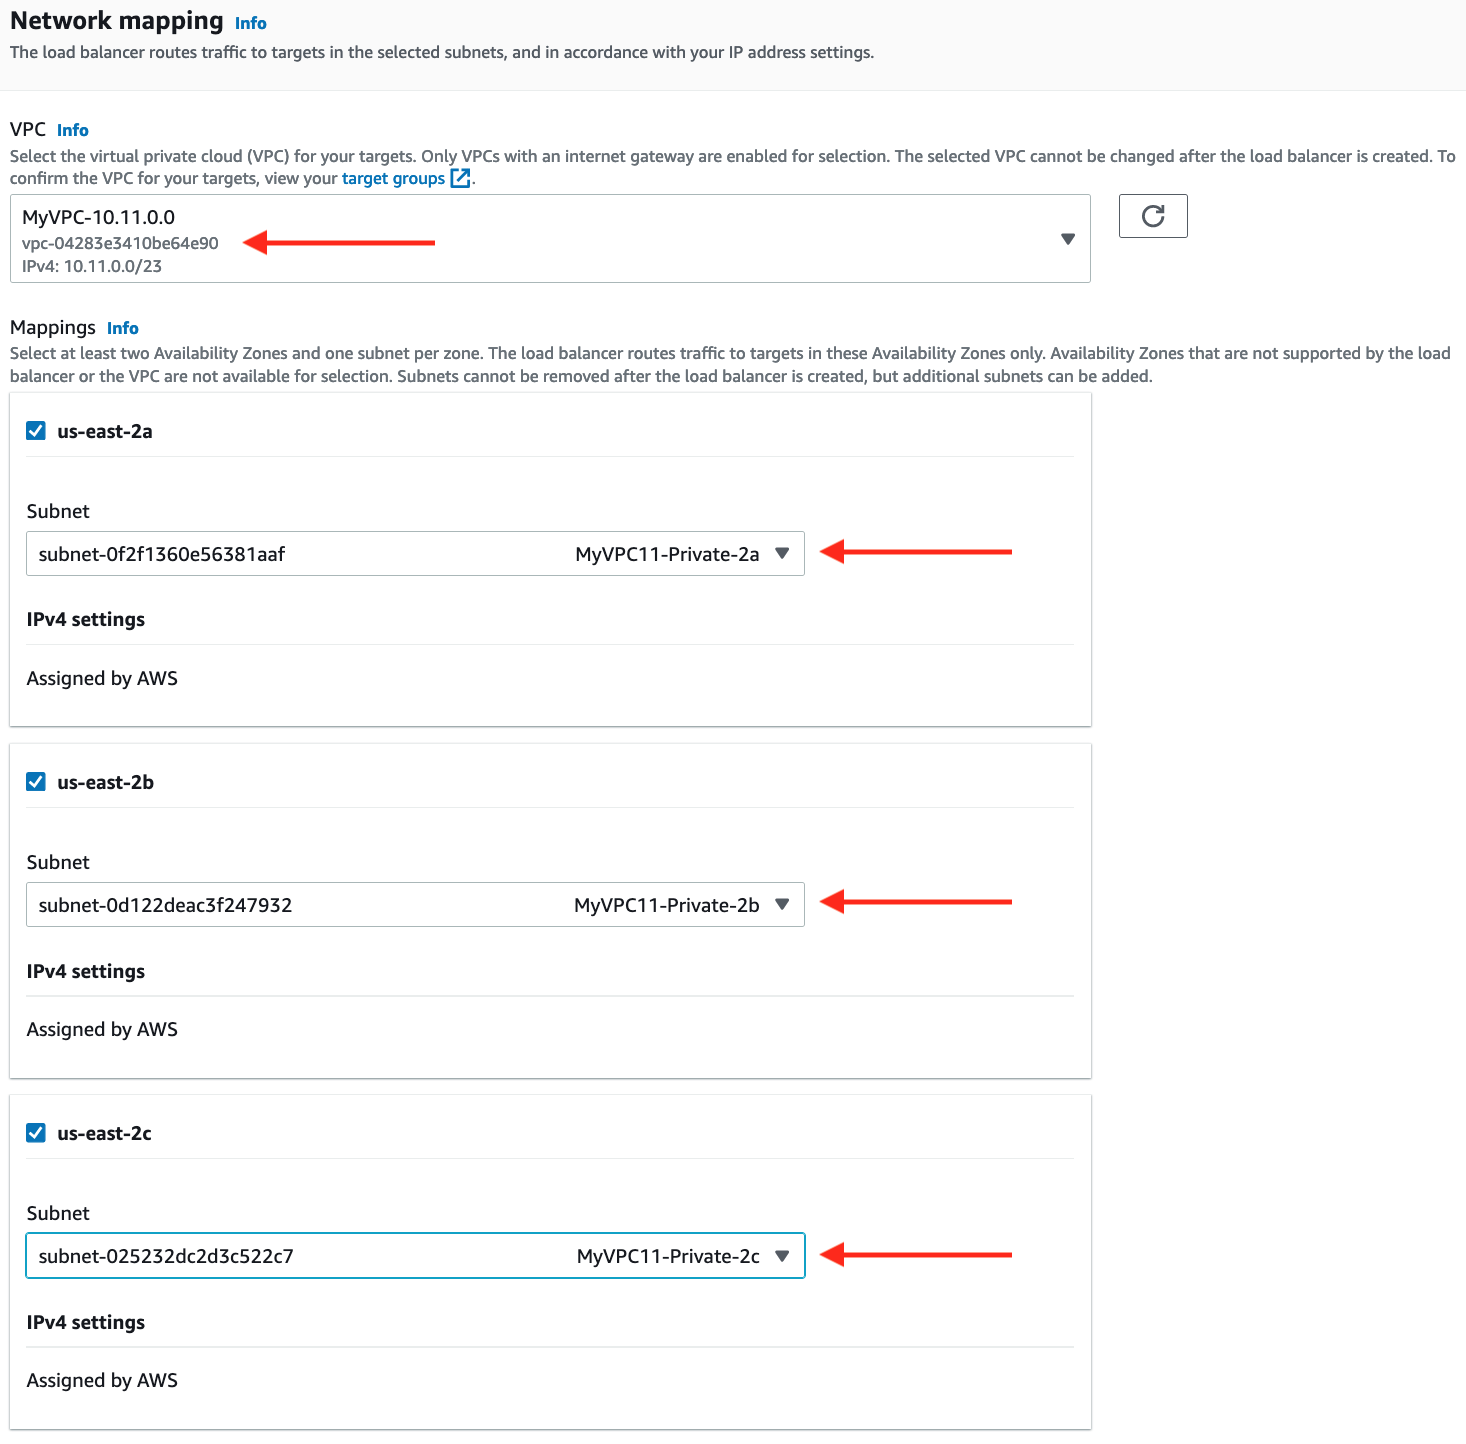 Network mapping Info
The load balancer routes traffic to targets in the selected subnets, and in accordance with your IP address settings.
VPC Info
Select the virtual private cloud (VPC) for your targets. Only VPCs with an internet gateway are enabled for selection. The selected VPC cannot be changed after the load balancer is created. To
confirm the VPC for your targets, view your target groups.
MyVPC-10.11.0.0
vpc-04283e3410be64e90
IPv4: 10.11.0.0/23
Mappings Info
Select at least two Availability Zones and one subnet per zone. The load balancer routes traffic to targets in these Availability Zones only. Availability Zones that are not supported by the load
balancer or the VPC are not available for selection. Subnets cannot be removed after the load balancer is created, but additional subnets can be added.
us-east-2a
Subnet
subnet-0f2f1360e56381aaf MyVPC11-Private-2a
IPv4 settings
Assigned by AWS
us-east-2b
Subnet
subnet-0d122deac3f247932 MyVPC11-Private-2b
IPv4 settings
Assigned by AWS
us-east-2c
Subnet
subnet-025232dc2d3c522c7 MyVPC11-Private-2c
IPv4 settings
Assigned by AWS